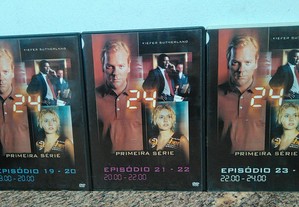 KIEFER SUTHERLAND
24
PRIMEIRA SÉRIE
EPISÓDIO 19 - 20
18:00 - 20:00
KIEFER SUTHERLAND
24
PRIMEIRA SÉRIE
EPISÓDIO 21 - 22
20:00 - 22:00
KIEFER
24
PRIMEIRA SÉRIE
EPISÓDIO 23 -
22:00 - 24:00